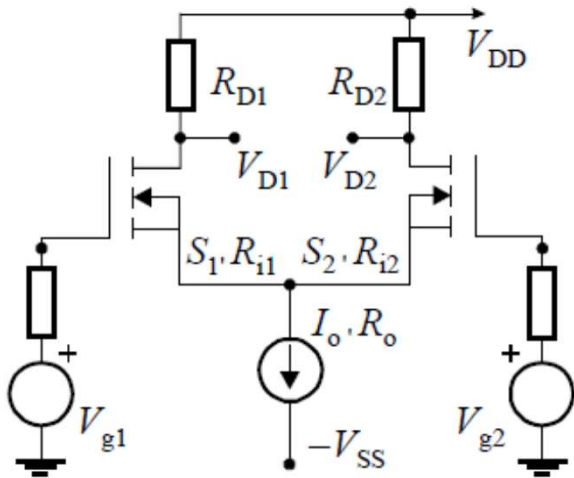 V_DD
R_D1 R_D2
V_D1 V_D2
S_1, R_i1 S_2, R_i2
I_o, R_o
+ +
V_g1 V_g2
−V_SS